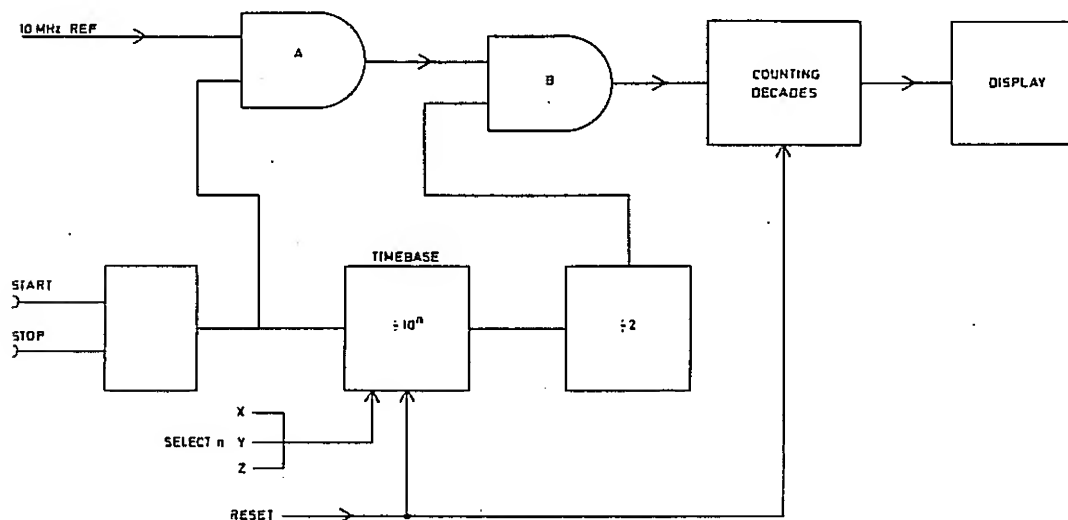 10 MHz REF
A
B
COUNTING
DECADES
DISPLAY
TIMEBASE
START
STOP
÷10ⁿ
÷2
X
SELECT n Y
Z
RESET